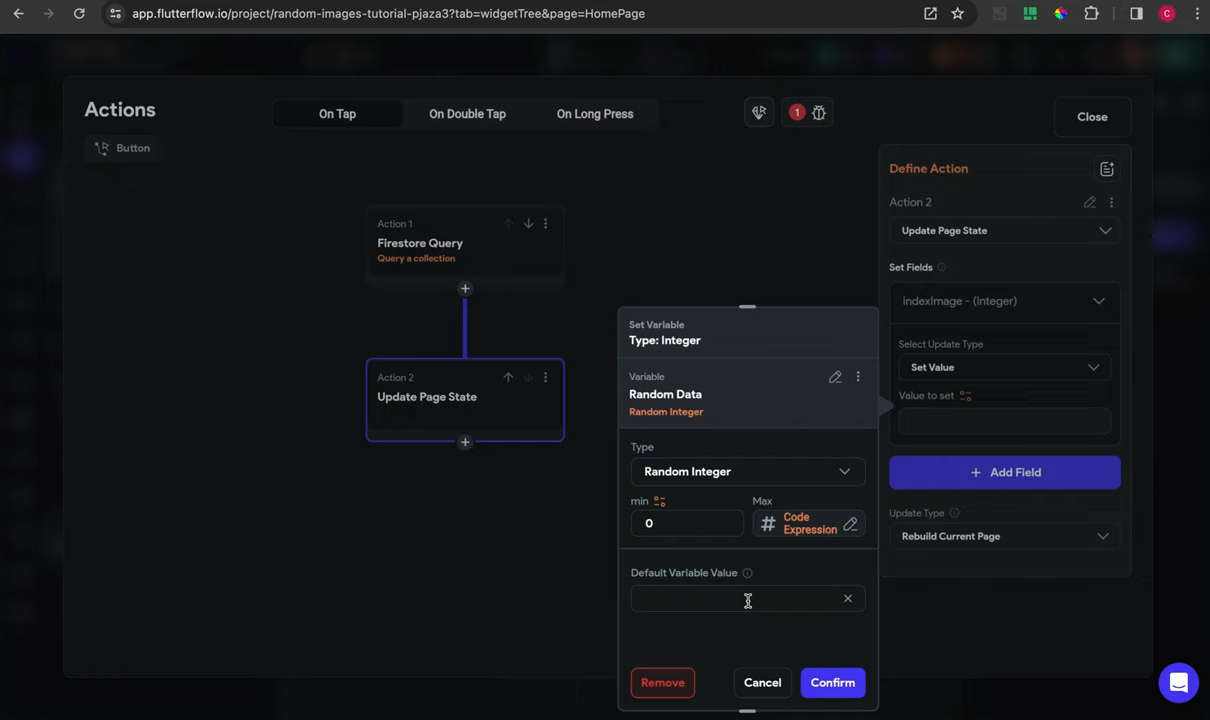 app.flutterflow.io/project/random-images-tutorial-pjaza3?tab=widgetTree&page=HomePage
C
Actions
On Tap
On Double Tap
On Long Press
1
Close
Button
Define Action
Action 2
Update Page State
Set Fields
indexImage - (Integer)
Select Update Type
Set Value
Value to set
Add Field
Update Type
Rebuild Current Page
Action 1
Firestore Query
Query a collection
Action 2
Update Page State
Set Variable
Type: Integer
Variable
Random Data
Random Integer
Type
Random Integer
min
Max
0
# Code
Expression
Default Variable Value
Remove
Cancel
Confirm